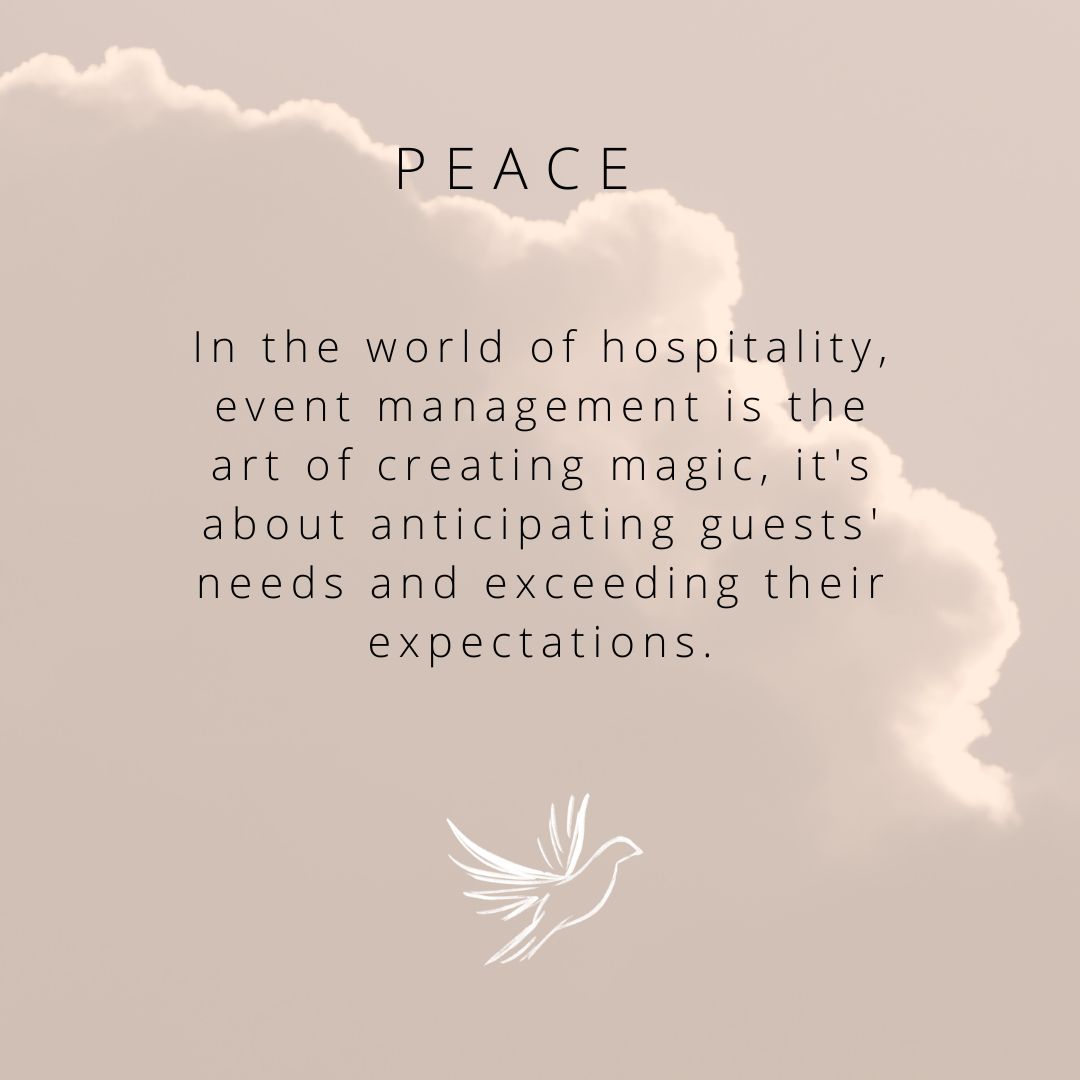 PEACE
In the world of hospitality,
event management is the
art of creating magic, it's
about anticipating guests'
needs and exceeding their
expectations.